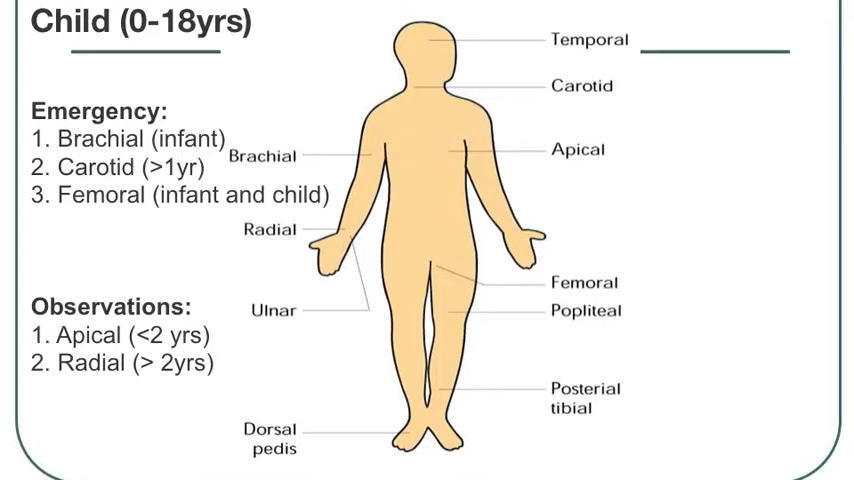 Child (0-18yrs)
Emergency:
1. Brachial (infant)
2. Carotid (>1yr)
3. Femoral (infant and child)
Observations:
1. Apical (<2 yrs)
2. Radial (> 2yrs)
Brachial
Radial
Ulnar
Dorsal
pedis
Temporal
Carotid
Apical
Femoral
Popliteal
Posterial
tibial